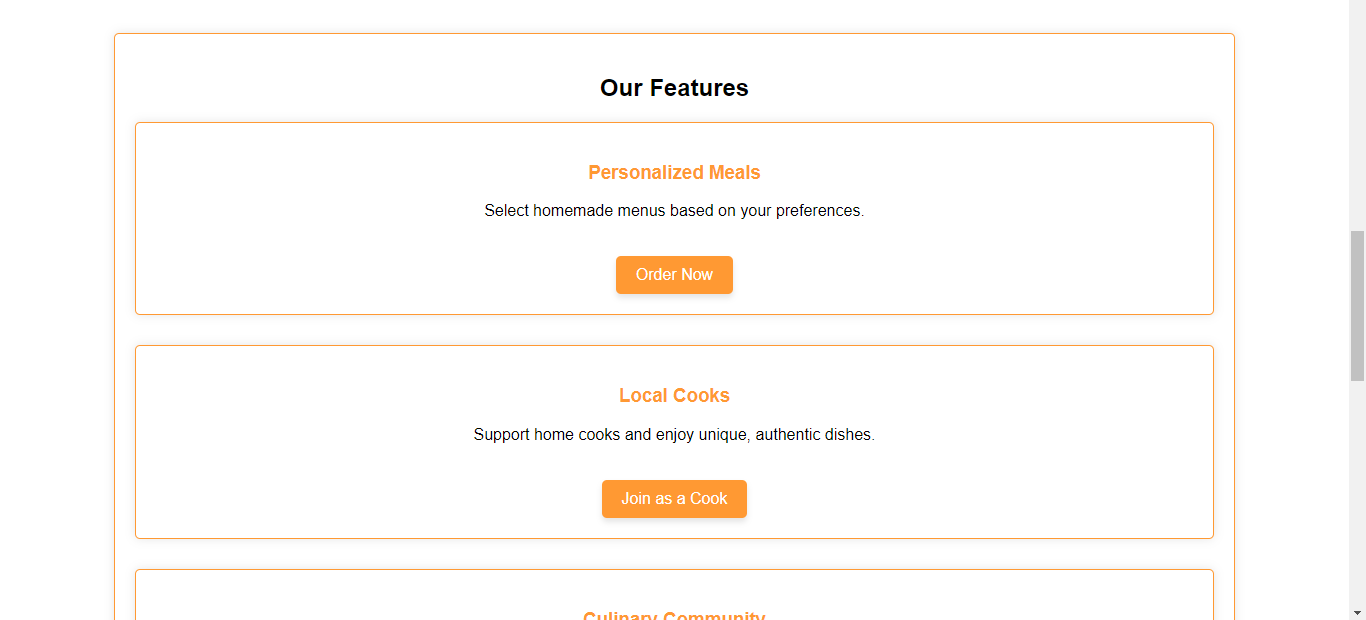 Our Features
Personalized Meals
Select homemade menus based on your preferences.
Order Now
Local Cooks
Support home cooks and enjoy unique, authentic dishes.
Join as a Cook
Culinary Community